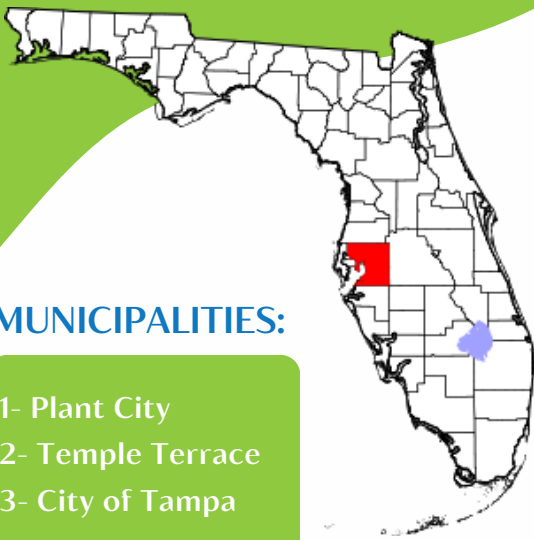 MUNICIPALITIES:
1- Plant City
2- Temple Terrace
3- City of Tampa